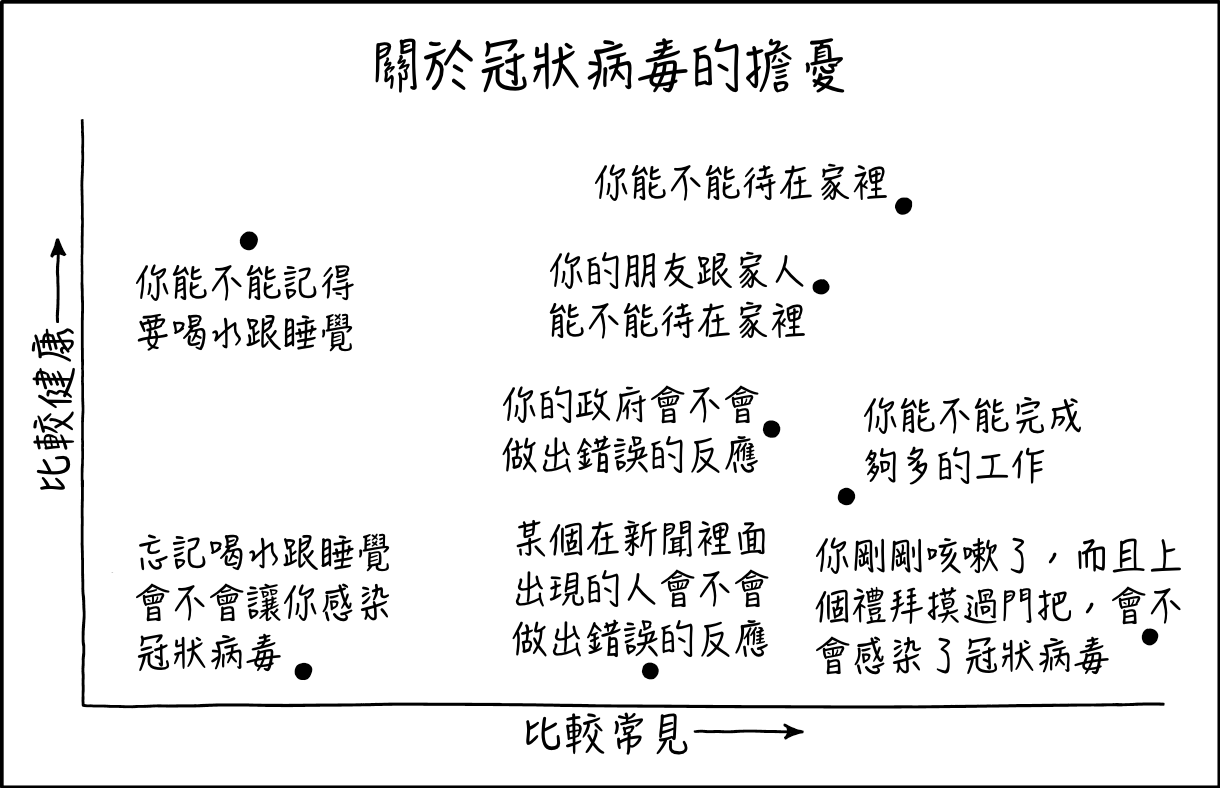 關於冠狀病毒的擔憂
你能不能待在家裡
你能不能記得
要喝水跟睡覺
你的朋友跟家人
能不能待在家裡
比較健康
你的政府會不會
做出錯誤的反應
你能不能完成
夠多的工作
忘記喝水跟睡覺
會不會讓你感染
冠狀病毒
某個在新聞裡面
出現的人會不會
做出錯誤的反應
你剛剛咳嗽了，而且上
個禮拜摸過門把，會不
會感染了冠狀病毒
比較常見